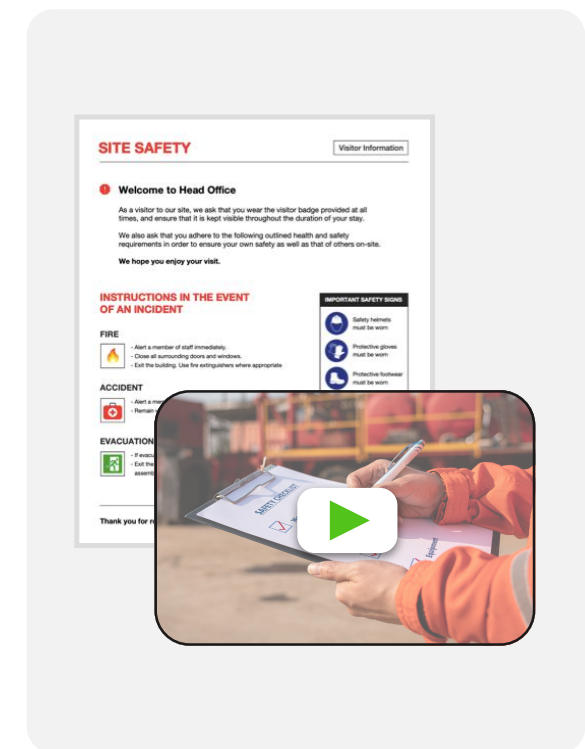 SITE SAFETY
Visitor Information
Welcome to Head Office
As a visitor to our site, we ask that you wear the visitor badge provided at all
times, and ensure that it is kept visible throughout the duration of your stay.
We also ask that you adhere to the following outlined health and safety
requirements in order to ensure your own safety as well as that of others on-site.
We hope you enjoy your visit.
INSTRUCTIONS IN THE EVENT
OF AN INCIDENT
FIRE
- Alert a member of staff immediately.
- Close all surrounding doors and windows.
- Exit the building. Use fire extinguishers where appropriate
ACCIDENT
- Alert a
- Remain
EVACUATION
- If
- Exit the
Thank you for
IMPORTANT SAFETY SIGNS
Safety helmets
must be worn
Protective gloves
must be worn
Protective footwear
must be worn
SAFETY CHECKLIST
Equipment